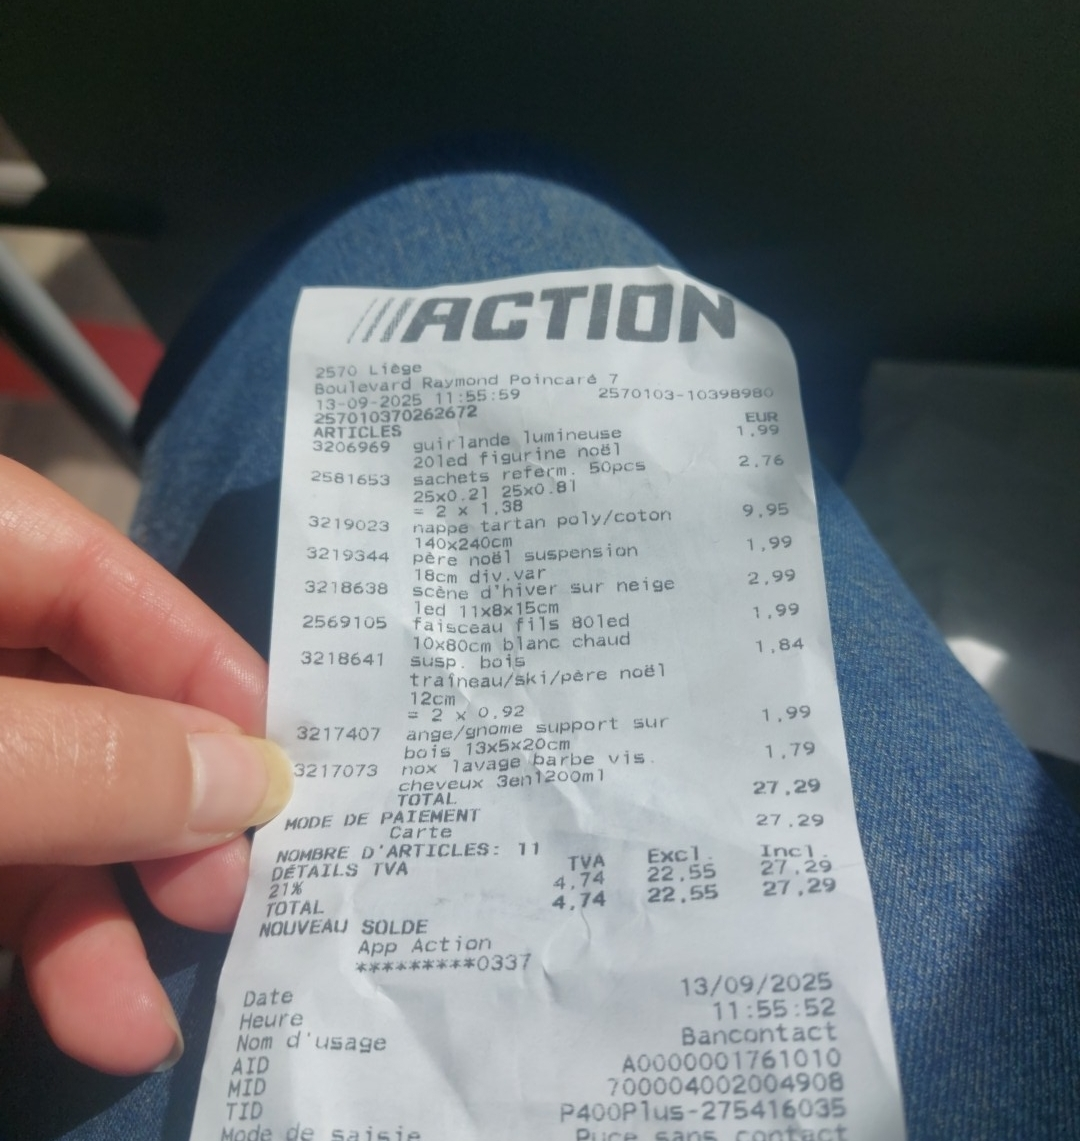 ACTION
2570 Liège
Boulevard Raymond Poincaré 7
13-09-2025 11:55:59 2570103-10398980
257010370262672
EUR
ARTICLES
3206969 guirlande lumineuse 1,99
20led figurine noël
2581653 sachets referm. 50pcs 2,76
25x0.21 25x0.81
= 2 x 1,38
3219023 nappe tartan poly/coton 9,95
140x240cm
3219344 père noël suspension 1,99
18cm div.var
3218638 scène d'hiver sur neige 2,99
led 11x8x15cm
2569105 faisceau fils 80led 1,99
10x80cm blanc chaud
3218641 susp. bois 1,84
traîneau/ski/père noël
12cm
= 2 x 0,92
3217407 ange/gnome support sur 1,99
bois 13x5x20cm
3217073 nox lavage barbe vis. 1,79
cheveux 3en1200ml
TOTAL 27,29
MODE DE PAIEMENT
Carte 27.29
NOMBRE D'ARTICLES: 11
DÉTAILS TVA TVA Excl. Incl.
21% 4,74 22,55 27,29
TOTAL 4,74 22,55 27,29
NOUVEAU SOLDE
App Action
*********0337
Date 13/09/2025
Heure 11:55:52
Nom d'usage Bancontact
AID A0000001761010
MID 700004002004908
TID P400Plus-275416035
Mode de saisie Puce sans contact